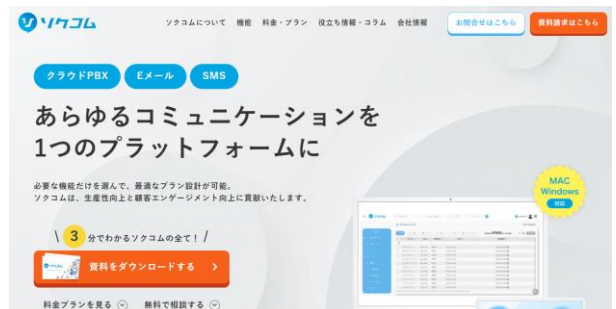 ソクコム
ソクコムについて 機能 料金・プラン 役立ち情報・コラム 会社情報
お問合せはこちら
資料請求はこちら
クラウドPBX
Eメール
SMS
あらゆるコミュニケーションを
1つのプラットフォームに
必要な機能だけを選んで、最適なプラン設計が可能。
ソクコムは、生産性向上と顧客エンゲージメント向上に貢献いたします。
MAC
Windows
対応
\ 3 分でわかるソクコムの全て! /
資料をダウンロードする
料金プランを見る
無料で相談する